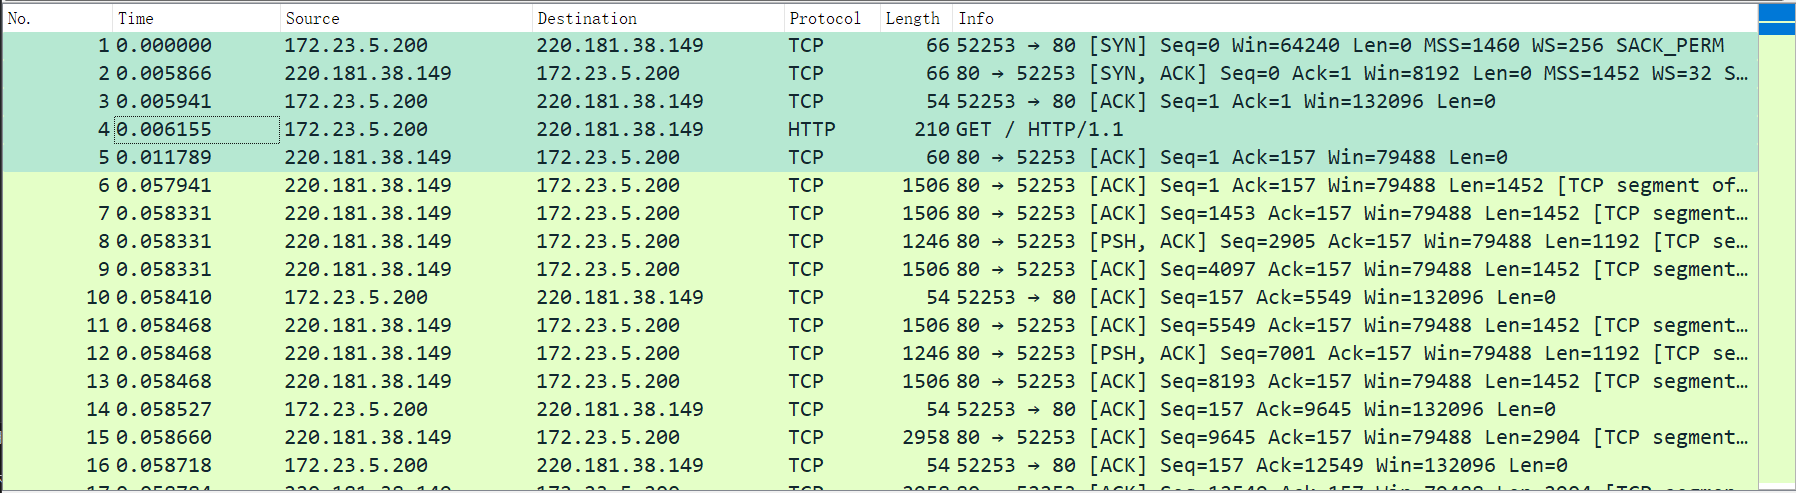 No. Time Source Destination Protocol Length Info
1 0.000000 172.23.5.200 220.181.38.149 TCP 66 52253 → 80 [SYN] Seq=0 Win=64240 Len=0 MSS=1460 WS=256 SACK_PERM
2 0.005866 220.181.38.149 172.23.5.200 TCP 66 80 → 52253 [SYN, ACK] Seq=0 Ack=1 Win=8192 Len=0 MSS=1452 WS=32 S…
3 0.005941 172.23.5.200 220.181.38.149 TCP 54 52253 → 80 [ACK] Seq=1 Ack=1 Win=132096 Len=0
4 0.006155 172.23.5.200 220.181.38.149 HTTP 210 GET / HTTP/1.1
5 0.011789 220.181.38.149 172.23.5.200 TCP 60 80 → 52253 [ACK] Seq=1 Ack=157 Win=79488 Len=0
6 0.057941 220.181.38.149 172.23.5.200 TCP 1506 80 → 52253 [ACK] Seq=1 Ack=157 Win=79488 Len=1452 [TCP segment of…
7 0.058331 220.181.38.149 172.23.5.200 TCP 1506 80 → 52253 [ACK] Seq=1453 Ack=157 Win=79488 Len=1452 [TCP segment…
8 0.058331 220.181.38.149 172.23.5.200 TCP 1246 80 → 52253 [PSH, ACK] Seq=2905 Ack=157 Win=79488 Len=1192 [TCP se…
9 0.058331 220.181.38.149 172.23.5.200 TCP 1506 80 → 52253 [ACK] Seq=4097 Ack=157 Win=79488 Len=1452 [TCP segment…
10 0.058410 172.23.5.200 220.181.38.149 TCP 54 52253 → 80 [ACK] Seq=157 Ack=5549 Win=132096 Len=0
11 0.058468 220.181.38.149 172.23.5.200 TCP 1506 80 → 52253 [ACK] Seq=5549 Ack=157 Win=79488 Len=1452 [TCP segment…
12 0.058468 220.181.38.149 172.23.5.200 TCP 1246 80 → 52253 [PSH, ACK] Seq=7001 Ack=157 Win=79488 Len=1192 [TCP se…
13 0.058468 220.181.38.149 172.23.5.200 TCP 1506 80 → 52253 [ACK] Seq=8193 Ack=157 Win=79488 Len=1452 [TCP segment…
14 0.058527 172.23.5.200 220.181.38.149 TCP 54 52253 → 80 [ACK] Seq=157 Ack=9645 Win=132096 Len=0
15 0.058660 220.181.38.149 172.23.5.200 TCP 2958 80 → 52253 [ACK] Seq=9645 Ack=157 Win=79488 Len=2904 [TCP segment…
16 0.058718 172.23.5.200 220.181.38.149 TCP 54 52253 → 80 [ACK] Seq=157 Ack=12549 Win=132096 Len=0